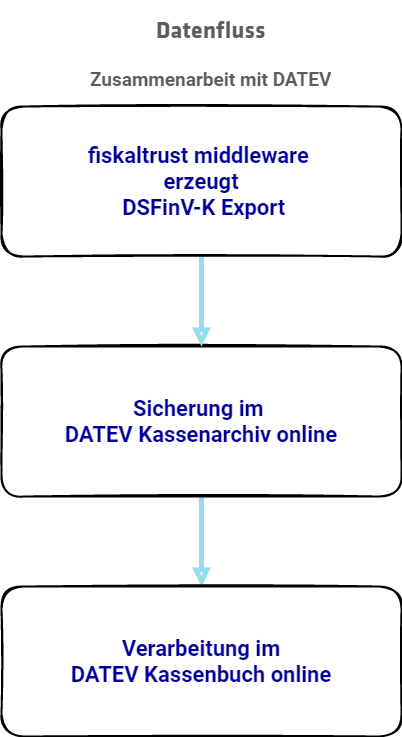 Datenfluss
Zusammenarbeit mit DATEV
fiskaltrust middleware
erzeugt
DSFinV-K Export
Sicherung im
DATEV Kassenarchiv online
Verarbeitung im
DATEV Kassenbuch online